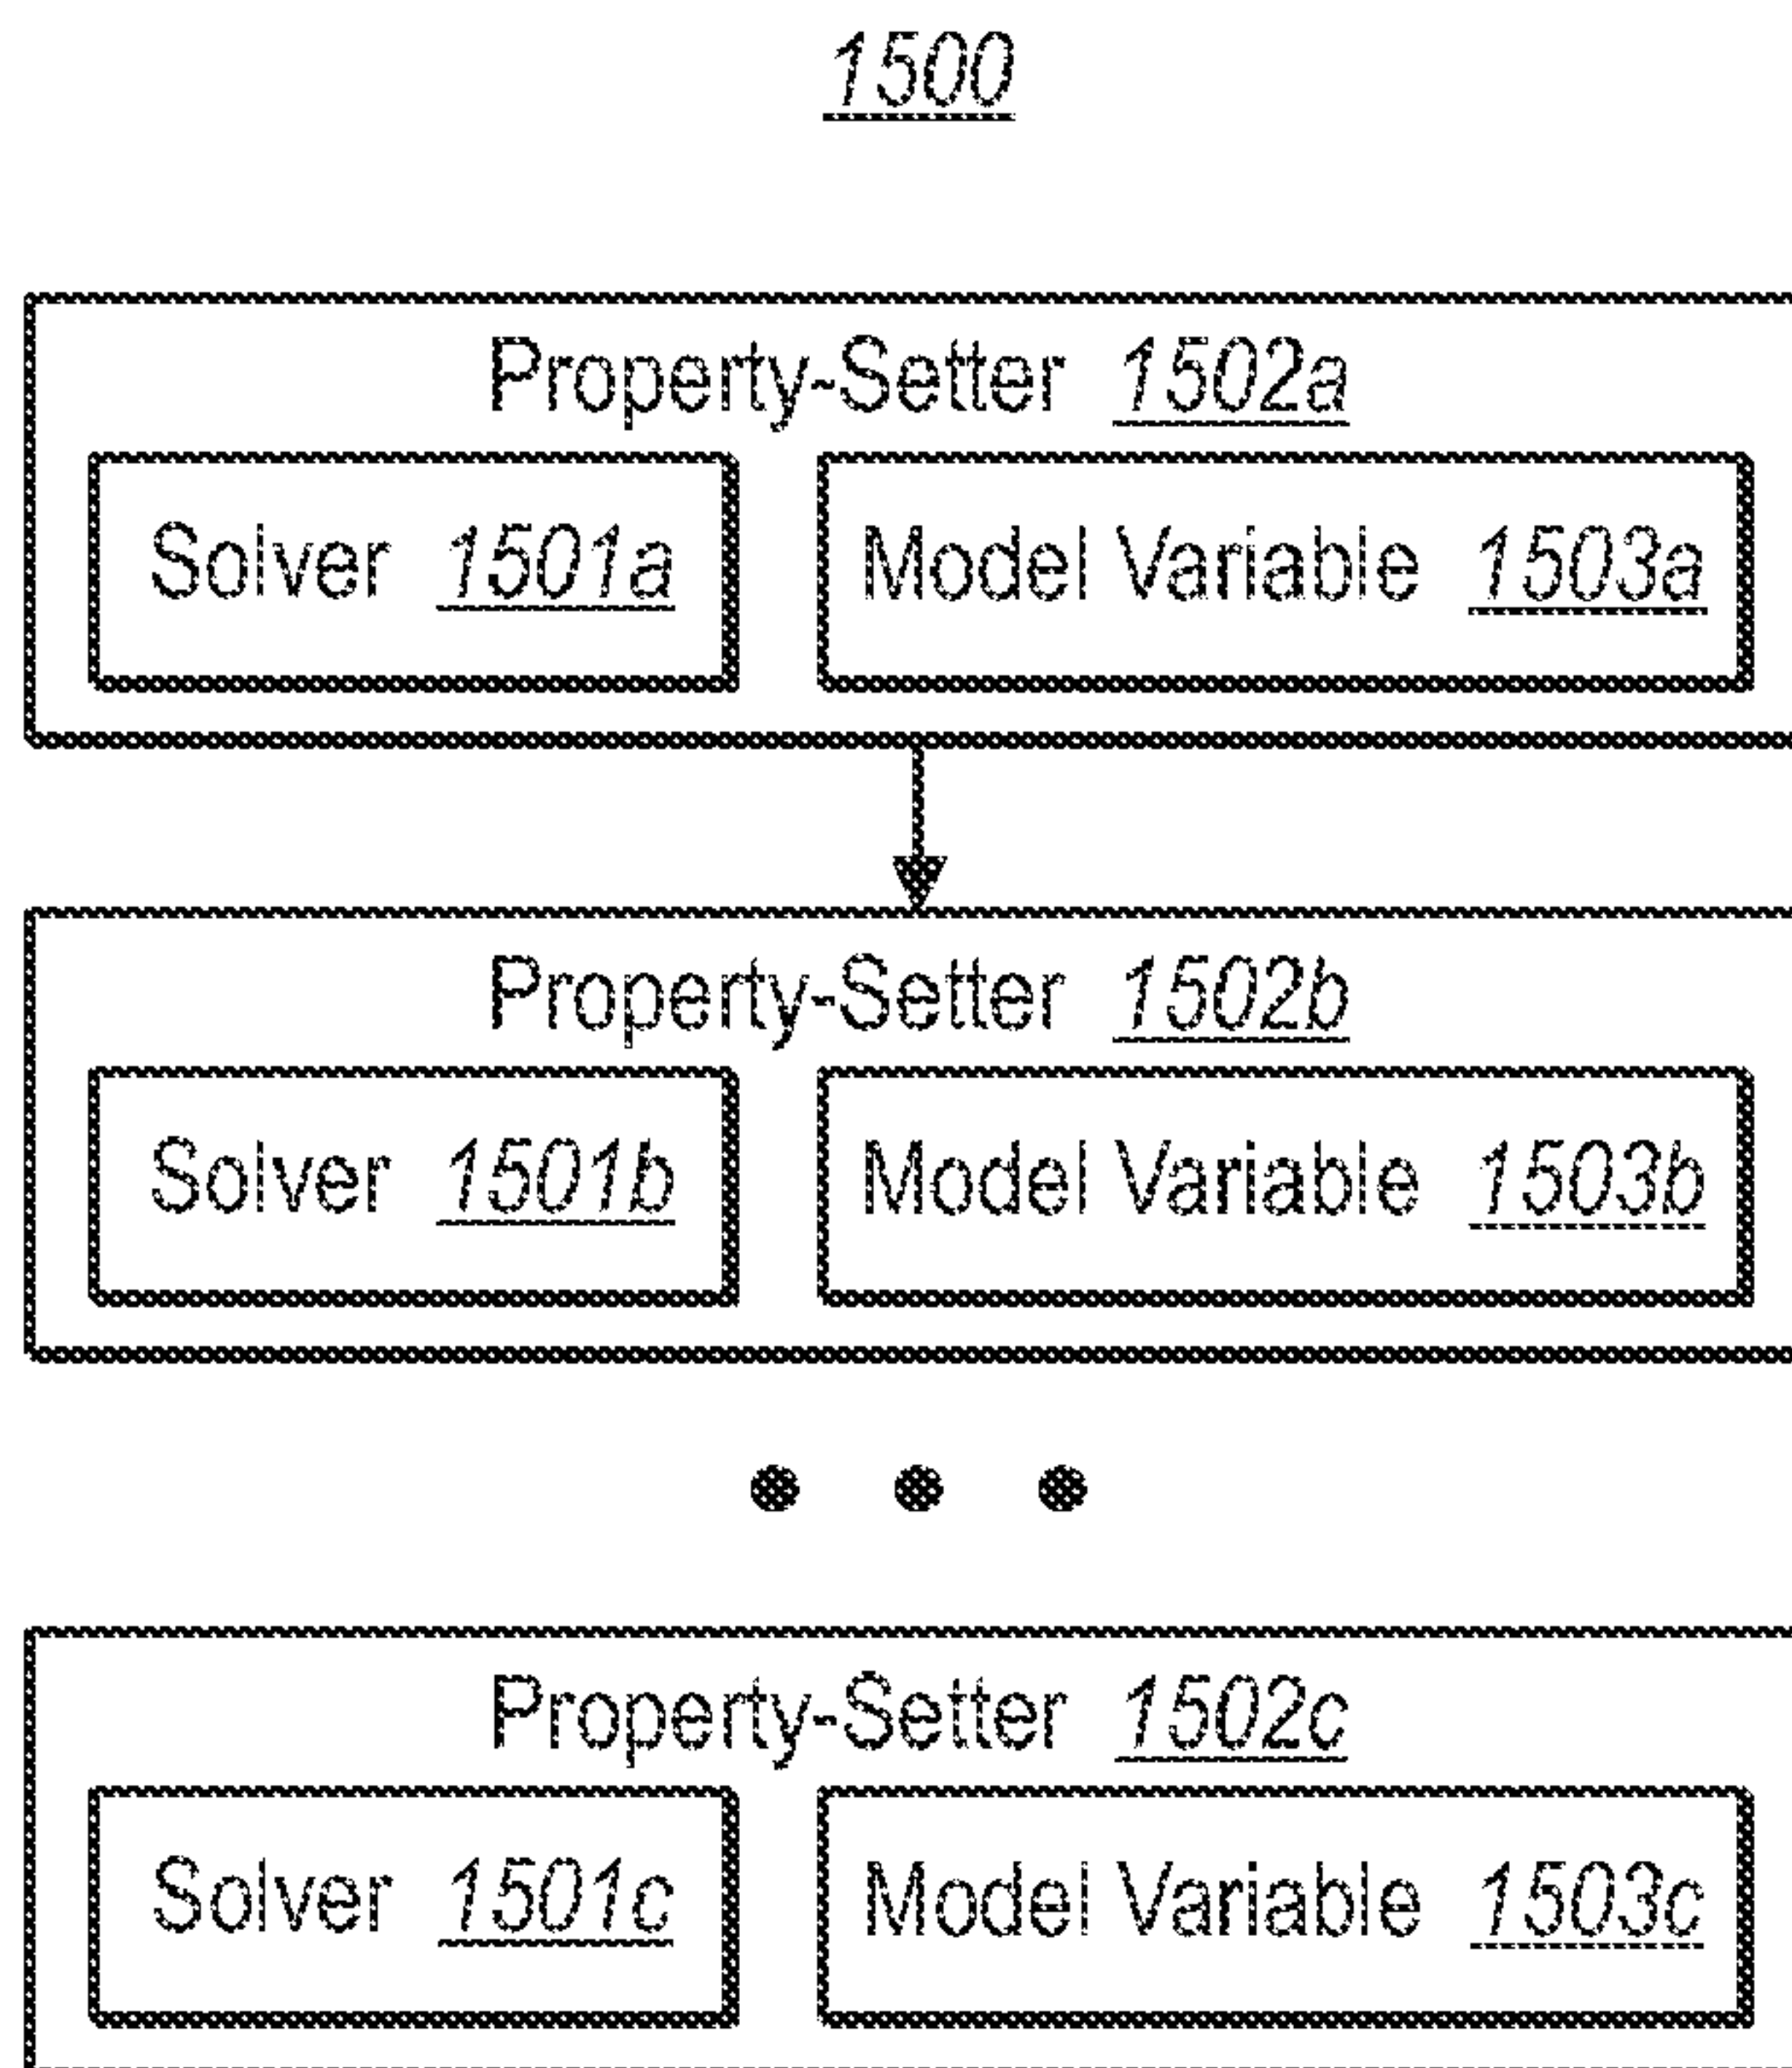 1500
Property-Setter 1502a
Solver 1501a
Model Variable 1503a
Property-Setter 1502b
Solver 1501b
Model Variable 1503b
Property-Setter 1502c
Solver 1501c
Model Variable 1503c